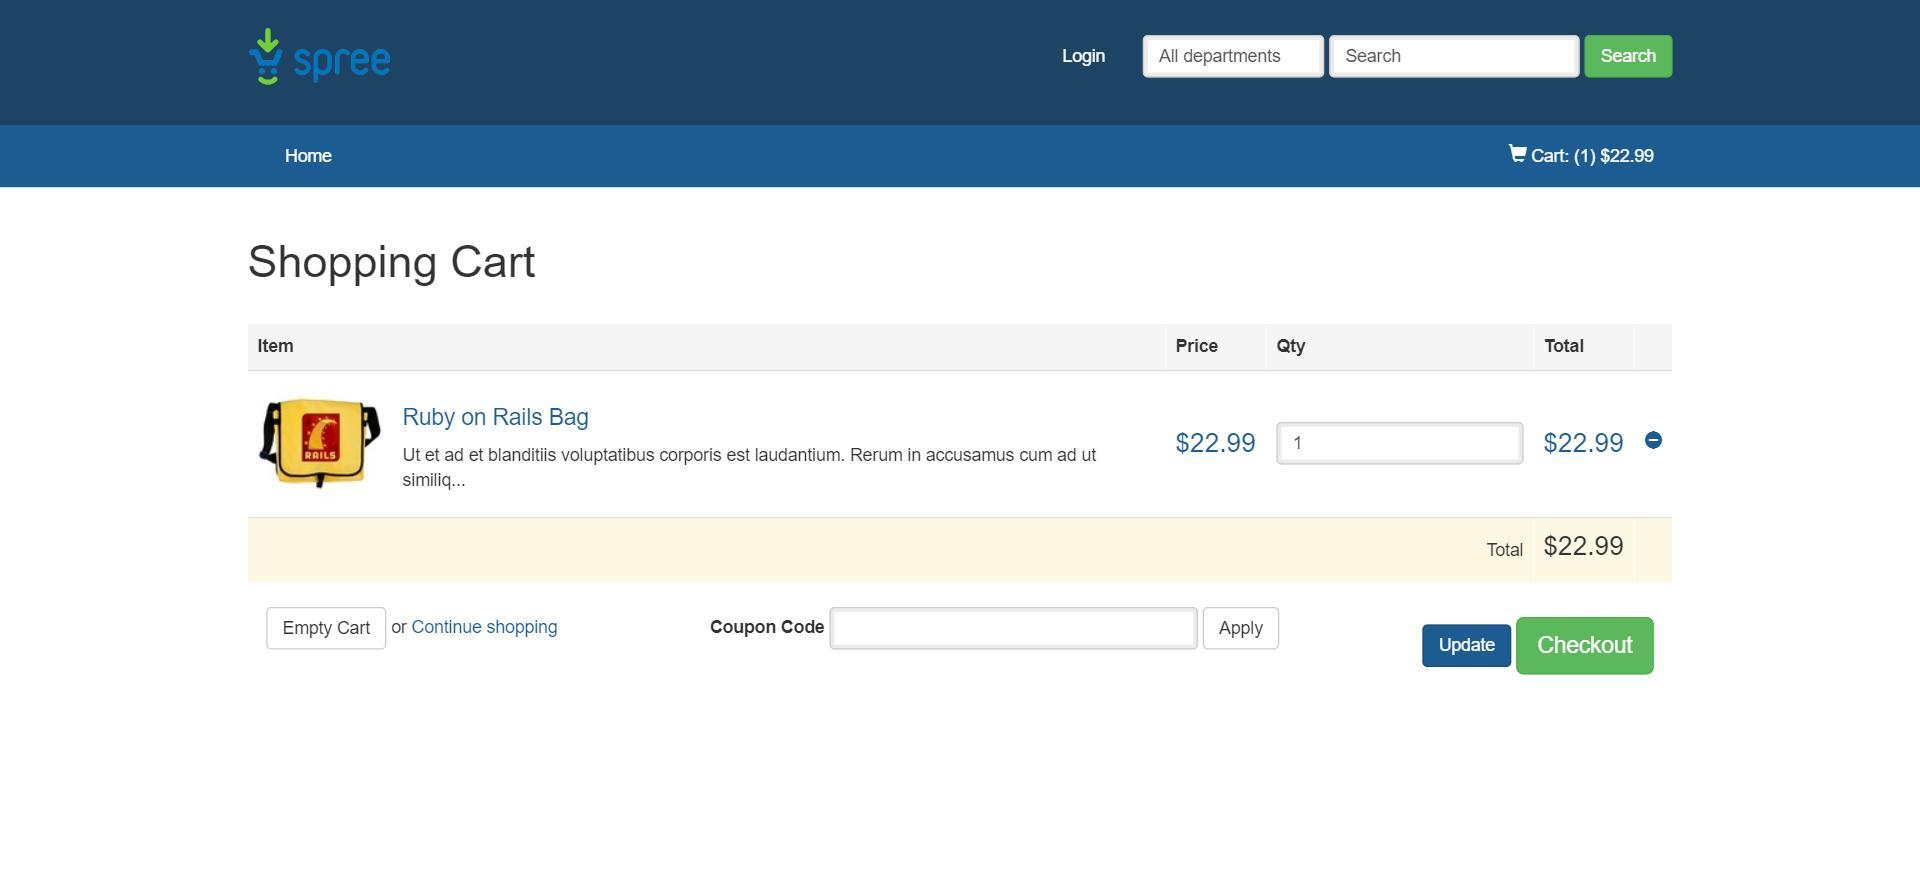 spree
Login
All departments
Search
Search
Home
Cart: (1) $22.99
Shopping Cart
Item
Price
Qty
Total
RAILS
Ruby on Rails Bag
Ut et ad et blanditiis voluptatibus corporis est laudantium. Rerum in accusamus cum ad ut
similiq...
$22.99
1
$22.99
Total
$22.99
Empty Cart or Continue shopping
Coupon Code
Apply
Update
Checkout